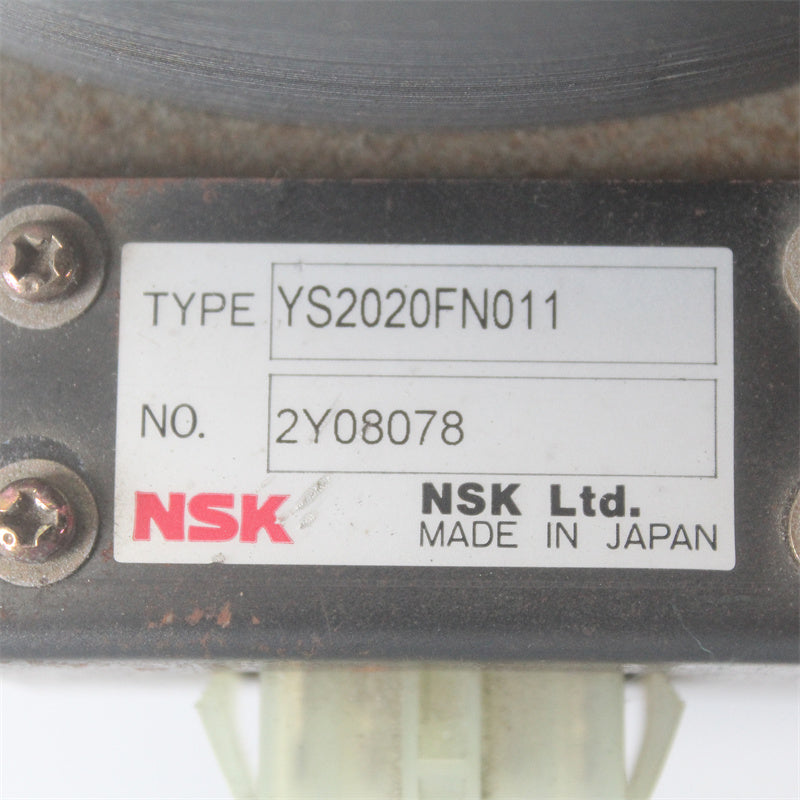 TYPE YS2020FN011
NO. 2Y08078
NSK NSK Ltd.
MADE IN JAPAN